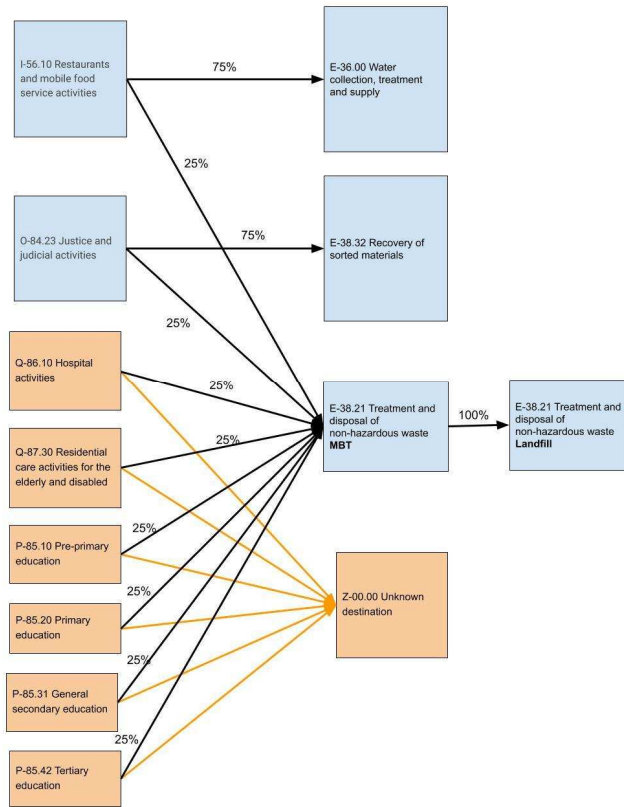 I-56.10 Restaurants
and mobile food
service activities
75%
E-36.00 Water
collection, treatment
and supply
25%
O-84.23 Justice and
judicial activities
75%
E-38.32 Recovery of
sorted materials
25%
Q-86.10 Hospital
activities
25%
E-38.21 Treatment and
disposal of
non-hazardous waste
MBT
100%
E-38.21 Treatment and
disposal of
non-hazardous waste
Landfill
Q-87.30 Residential
care activities for the
elderly and disabled
25%
P-85.10 Pre-primary
education
25%
Z-00.00 Unknown
destination
P-85.20 Primary
education
25%
P-85.31 General
secondary education
25%
P-85.42 Tertiary
education
25%